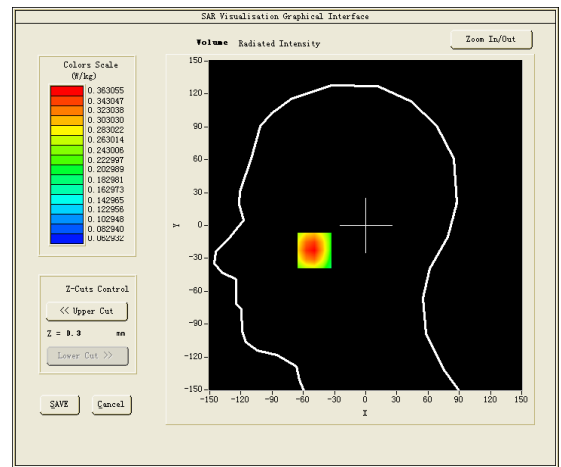 SAR Visualisation Graphical Interface
Volume Radiated Intensity
Zoom In/Out
Colors Scale
(W/kg)
0.363055
0.343047
0.323038
0.303030
0.283022
0.263014
0.243006
0.222997
0.202989
0.182981
0.162973
0.142965
0.122956
0.102948
0.082940
0.062932
Z-Cuts Control
<< Upper Cut
Z = 0.3 mm
Lower Cut >>
SAVE Cancel
150
120
90
60
30
0
-30
-60
-90
-120
-150
Y
-150 -120 -90 -60 -30 0 30 60 90 120 150
X